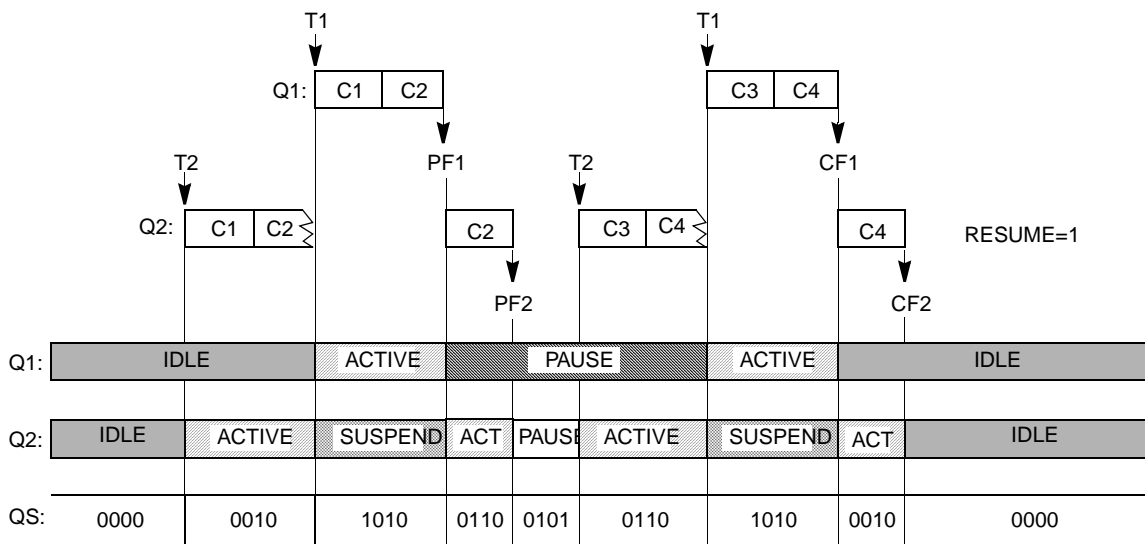 T1 T1
Q1: C1 C2 C3 C4
T2 PF1 T2 CF1
Q2: C1 C2 C2 C3 C4 C4 RESUME=1
PF2 CF2
Q1: IDLE ACTIVE PAUSE ACTIVE IDLE
Q2: IDLE ACTIVE SUSPEND ACT PAUSE ACTIVE SUSPEND ACT IDLE
QS: 0000 0010 1010 0110 0101 0110 1010 0010 0000